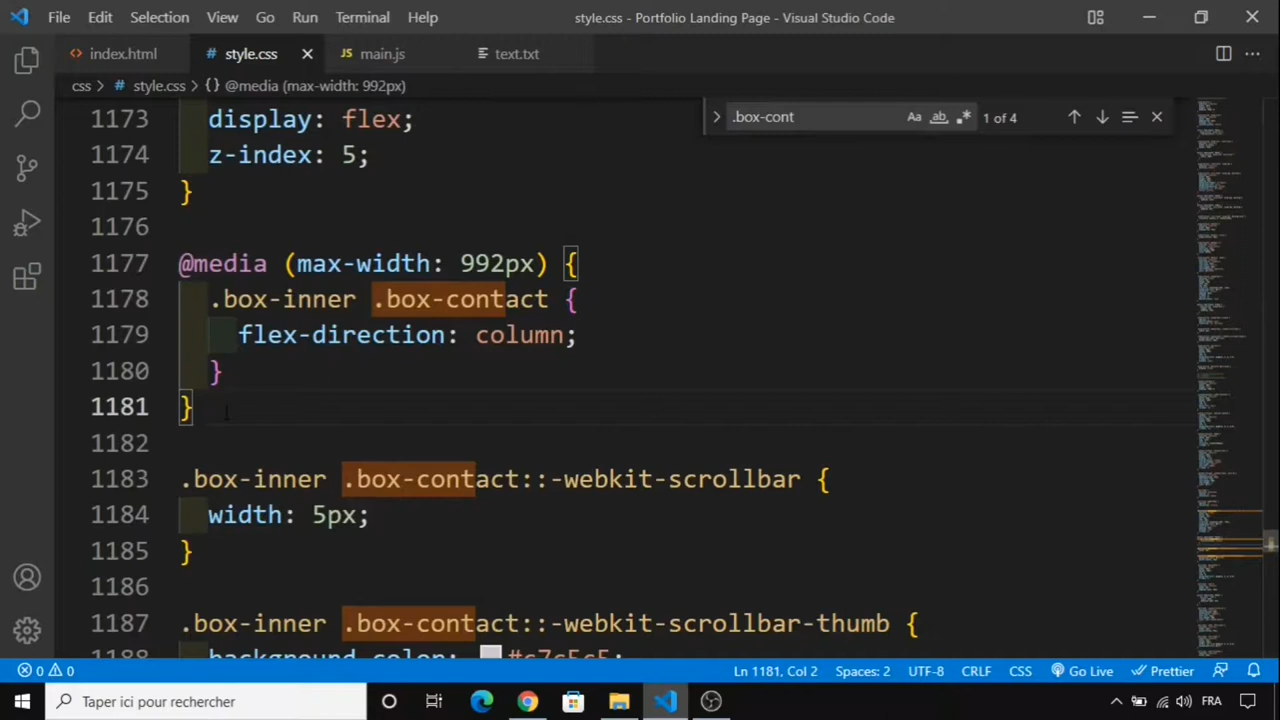 File Edit Selection View Go Run Terminal Help style.css - Portfolio Landing Page - Visual Studio Code
index.html # style.css JS main.js text.txt
css > # style.css > {} @media (max-width: 992px)
.box-cont Aa ab .* 1 of 4
1173 display: flex;
1174 z-index: 5;
1175 }
1176
1177 @media (max-width: 992px) {
1178 .box-inner .box-contact {
1179 flex-direction: column;
1180 }
1181 }
1182
1183 .box-inner .box-contact::-webkit-scrollbar {
1184 width: 5px;
1185 }
1186
1187 .box-inner .box-contact::-webkit-scrollbar-thumb {
1188 background-color: #c7c5c5;
0 0 Ln 1181, Col 2 Spaces: 2 UTF-8 CRLF CSS Go Live Prettier
Taper ici pour rechercher FRA